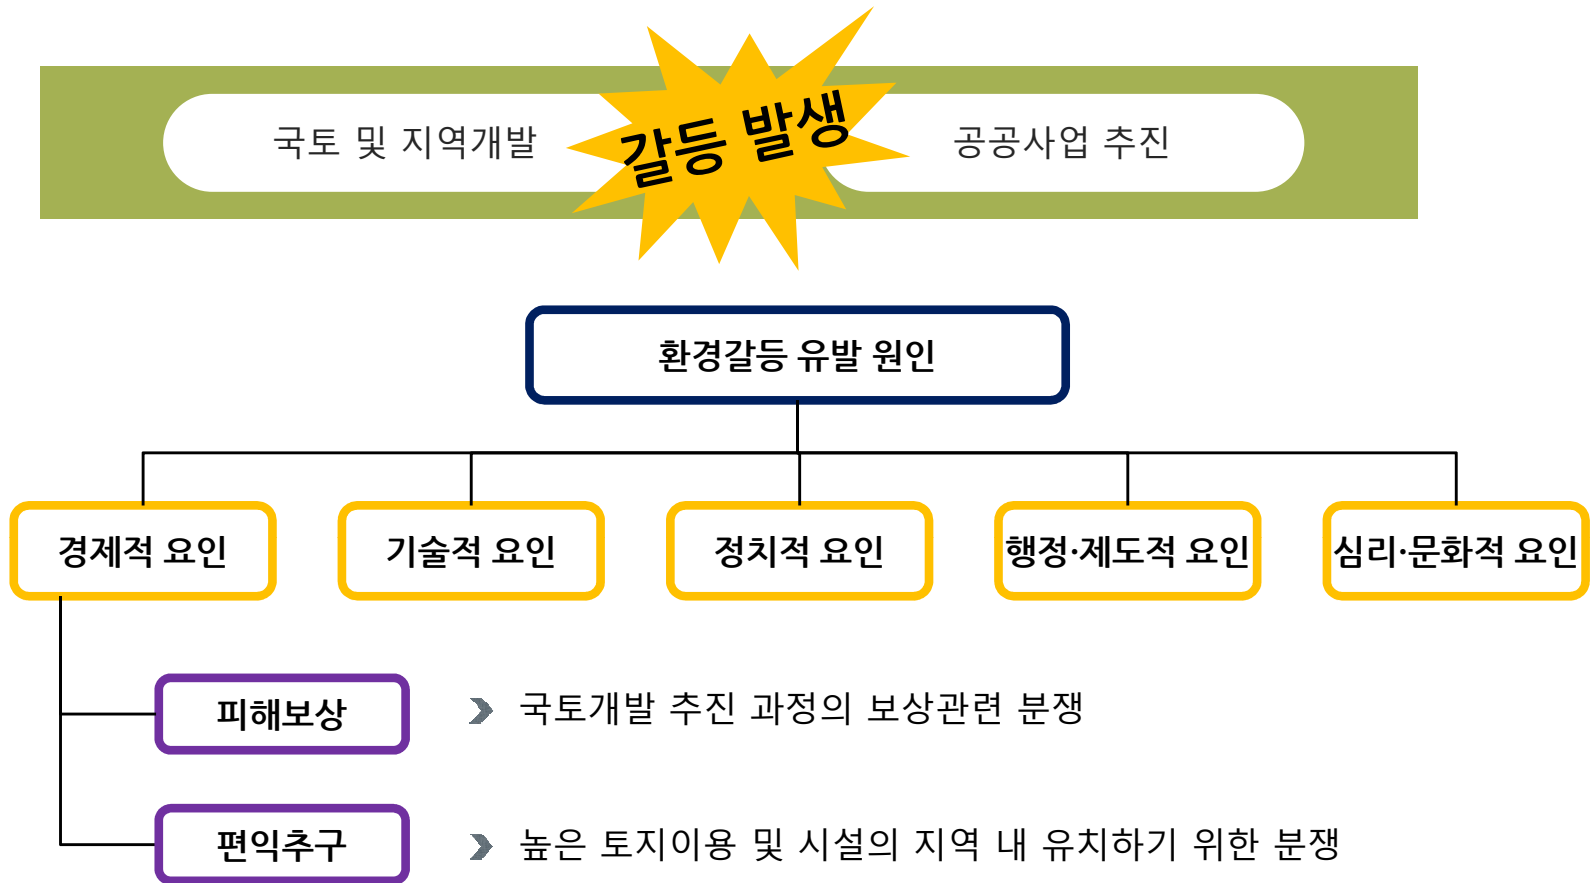 국토 및 지역개발
갈등 발생
공공사업 추진
환경갈등 유발 원인
경제적 요인
기술적 요인
정치적 요인
행정·제도적 요인
심리·문화적 요인
피해보상
국토개발 추진 과정의 보상관련 분쟁
편익추구
높은 토지이용 및 시설의 지역 내 유치하기 위한 분쟁